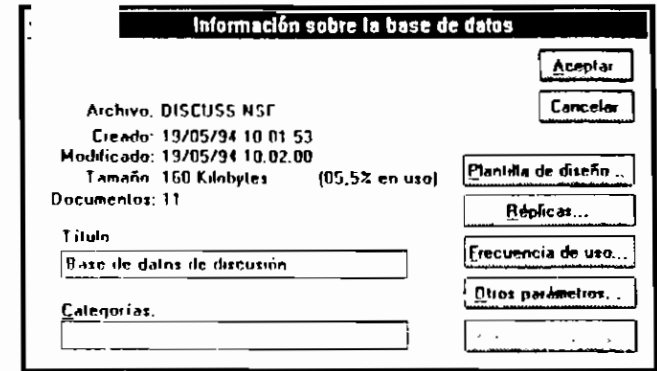 Información sobre la base de datos
Aceptar
Cancelar
Archivo. DISCUSS NSF
Creado: 19/05/94 10 01 53
Modificado: 19/05/94 10.02.00
Tamaño 160 Kilobytes (05,5% en uso)
Documentos: 11
Plantilla de diseño ..
Réplicas...
Título
Frecuencia de uso...
Base de datos de discusión
Otros parámetros. .
Categorías.